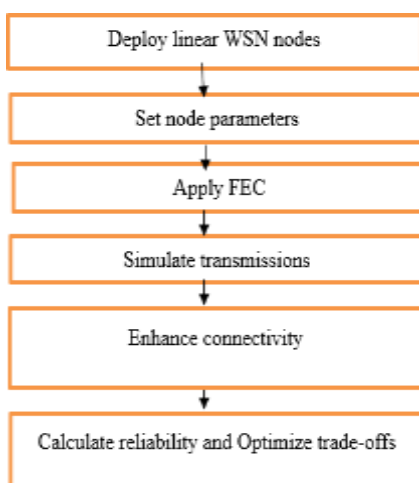 Deploy linear WSN nodes
Set node parameters
Apply FEC
Simulate transmissions
Enhance connectivity
Calculate reliability and Optimize trade-offs